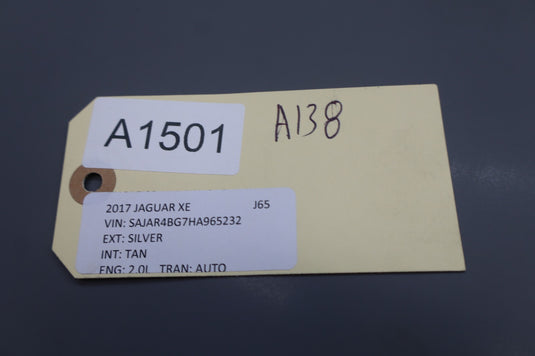 A1501
A138
2017 JAGUAR XE J65
VIN: SAJAR4BG7HA965232
EXT: SILVER
INT: TAN
ENG: 2.0L TRAN: AUTO